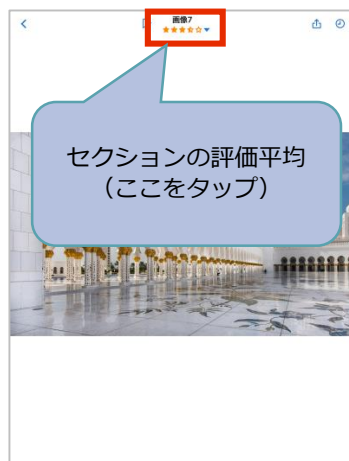 画像7
セクションの評価平均
（ここをタップ）